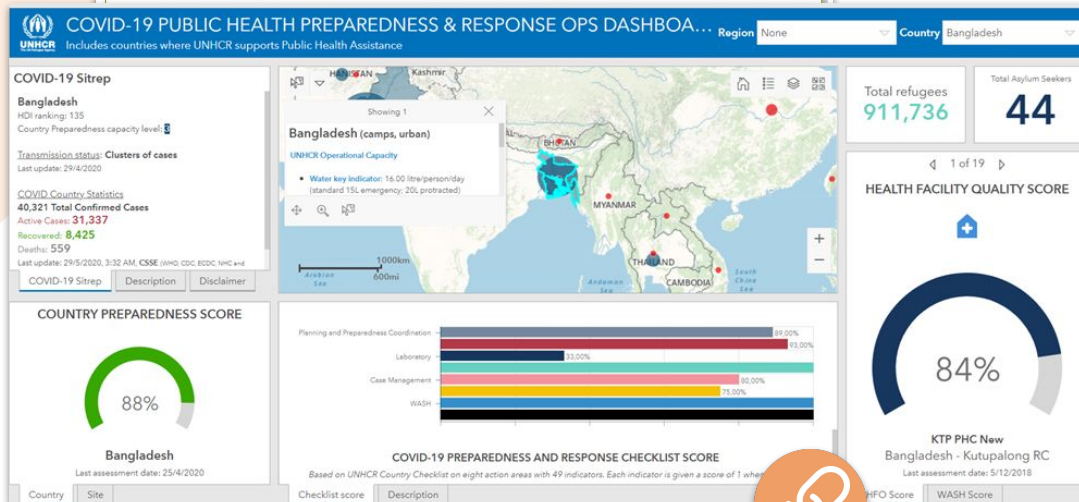 UNHCR
COVID-19 PUBLIC HEALTH PREPAREDNESS & RESPONSE OPS DASHBOA...
Includes countries where UNHCR supports Public Health Assistance
Region None
Country Bangladesh
COVID-19 Sitrep
Bangladesh
HDI ranking: 135
Country Preparedness capacity level: 3
Transmission status: Clusters of cases
Last update: 29/4/2020
COVID Country Statistics
40,321 Total Confirmed Cases
Active Cases: 31,337
Recovered: 8,425
Deaths: 559
Last update: 29/5/2020, 3:32 AM, CSSE (WHO, CDC, ECDC, NHC and
COVID-19 Sitrep
Description
Disclaimer
HANISTAN
Kashmir
Showing 1
Bangladesh (camps, urban)
UNHCR Operational Capacity
• Water key indicator: 16.00 litre/person/day
(standard 15L emergency; 20L protracted)
BHUTAN
MYANMAR
THAILAND
CAMBODIA
Arabian
Sea
1000km
600mi
Andaman
Sea
South
China
Sea
Total refugees
911,736
Total Asylum Seekers
44
1 of 19
HEALTH FACILITY QUALITY SCORE
84%
KTP PHC New
Bangladesh - Kutupalong RC
Last assessment date: 5/12/2018
HFO Score
WASH Score
COUNTRY PREPAREDNESS SCORE
88%
Bangladesh
Last assessment date: 25/4/2020
Country
Site
Planning and Preparedness Coordination
89,00%
93,00%
Laboratory
33,00%
Case Management
80,00%
75,00%
WASH
COVID-19 PREPAREDNESS AND RESPONSE CHECKLIST SCORE
Based on UNHCR Country Checklist on eight action areas with 49 indicators. Each indicator is given a score of 1 whe
Checklist score
Description